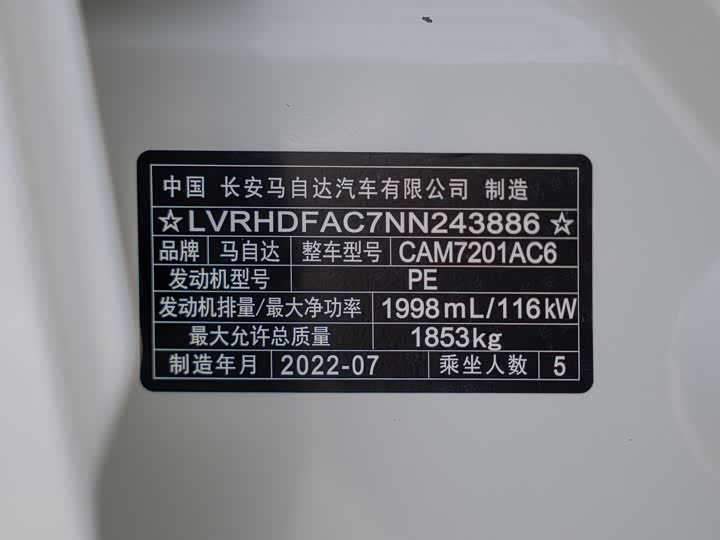 中国 长安马自达汽车有限公司 制造
☆LVRHDFAC7NN243886☆
品牌 马自达 整车型号 CAM7201AC6
发动机型号 PE
发动机排量/最大净功率 1998mL/116kW
最大允许总质量 1853kg
制造年月 2022-07 乘坐人数 5